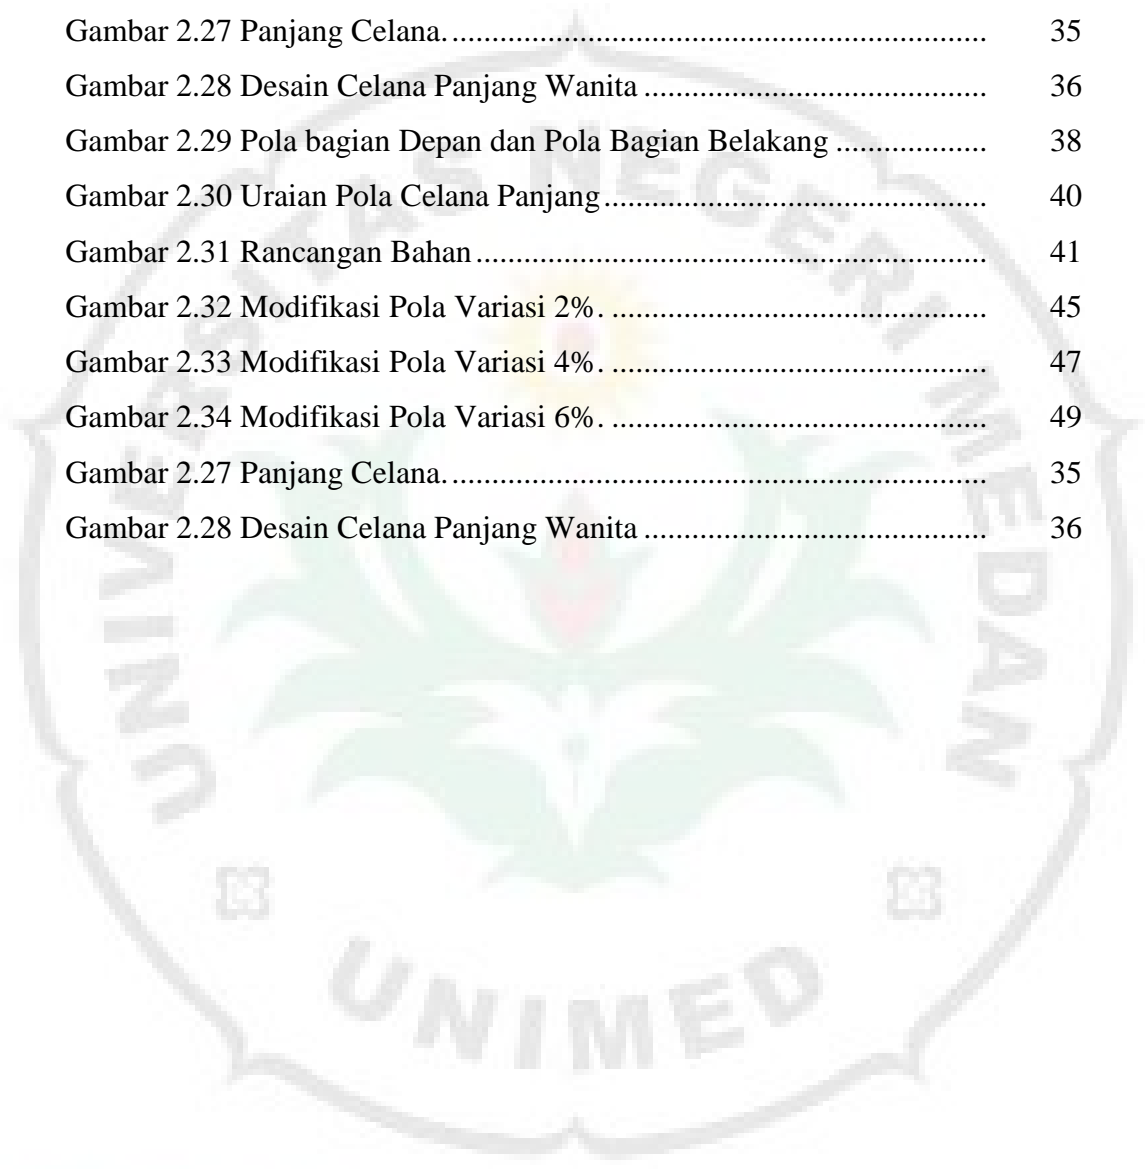 Gambar 2.27 Panjang Celana. ................................................................ 35
Gambar 2.28 Desain Celana Panjang Wanita ........................................ 36
Gambar 2.29 Pola bagian Depan dan Pola Bagian Belakang .................. 38
Gambar 2.30 Uraian Pola Celana Panjang ............................................. 40
Gambar 2.31 Rancangan Bahan ............................................................. 41
Gambar 2.32 Modifikasi Pola Variasi 2%. ............................................ 45
Gambar 2.33 Modifikasi Pola Variasi 4%. ............................................ 47
Gambar 2.34 Modifikasi Pola Variasi 6%. ............................................ 49
Gambar 2.27 Panjang Celana. ................................................................ 35
Gambar 2.28 Desain Celana Panjang Wanita ........................................ 36
UNIVERSITAS NEGERI MEDAN
UNIMED